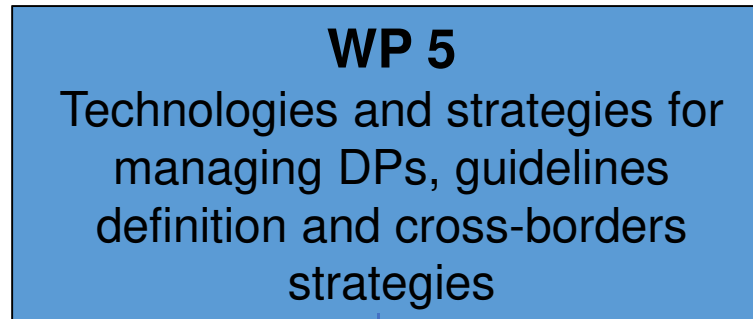 WP 5
Technologies and strategies for
managing DPs, guidelines
definition and cross-borders
strategies